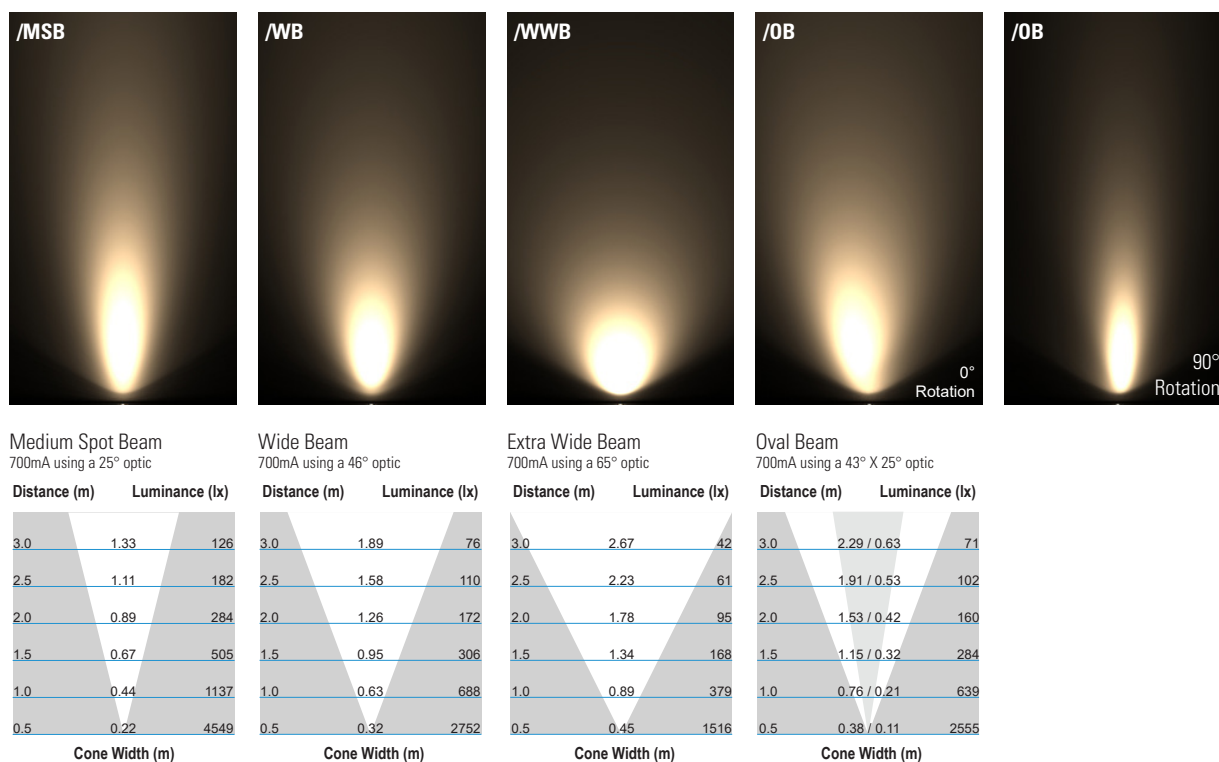 /MSB
/WB
/WWB
/OB
0°
Rotation
/OB
90°
Rotation
Medium Spot Beam
700mA using a 25° optic
Distance (m) Luminance (lx)
3.0 1.33 126
2.5 1.11 182
2.0 0.89 284
1.5 0.67 505
1.0 0.44 1137
0.5 0.22 4549
Cone Width (m)
Wide Beam
700mA using a 46° optic
Distance (m) Luminance (lx)
3.0 1.89 76
2.5 1.58 110
2.0 1.26 172
1.5 0.95 306
1.0 0.63 688
0.5 0.32 2752
Cone Width (m)
Extra Wide Beam
700mA using a 65° optic
Distance (m) Luminance (lx)
3.0 2.67 42
2.5 2.23 61
2.0 1.78 95
1.5 1.34 168
1.0 0.89 379
0.5 0.45 1516
Cone Width (m)
Oval Beam
700mA using a 43° X 25° optic
Distance (m) Luminance (lx)
3.0 2.29 / 0.63 71
2.5 1.91 / 0.53 102
2.0 1.53 / 0.42 160
1.5 1.15 / 0.32 284
1.0 0.76 / 0.21 639
0.5 0.38 / 0.11 2555
Cone Width (m)